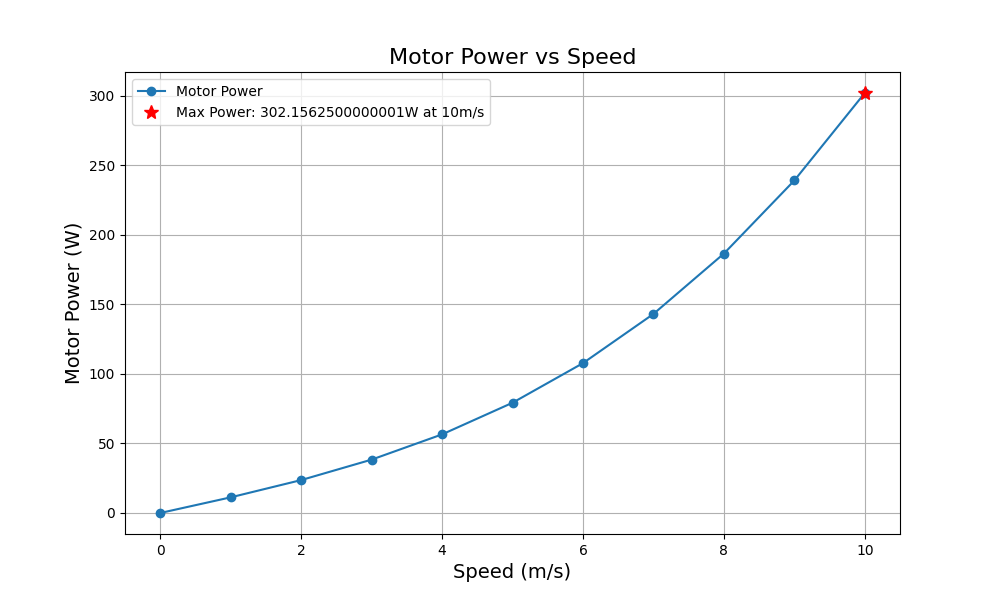 Motor Power vs Speed
Motor Power
Max Power: 302.1562500000001W at 10m/s
300
250
200
150
100
50
0
Motor Power (W)
0 2 4 6 8 10
Speed (m/s)